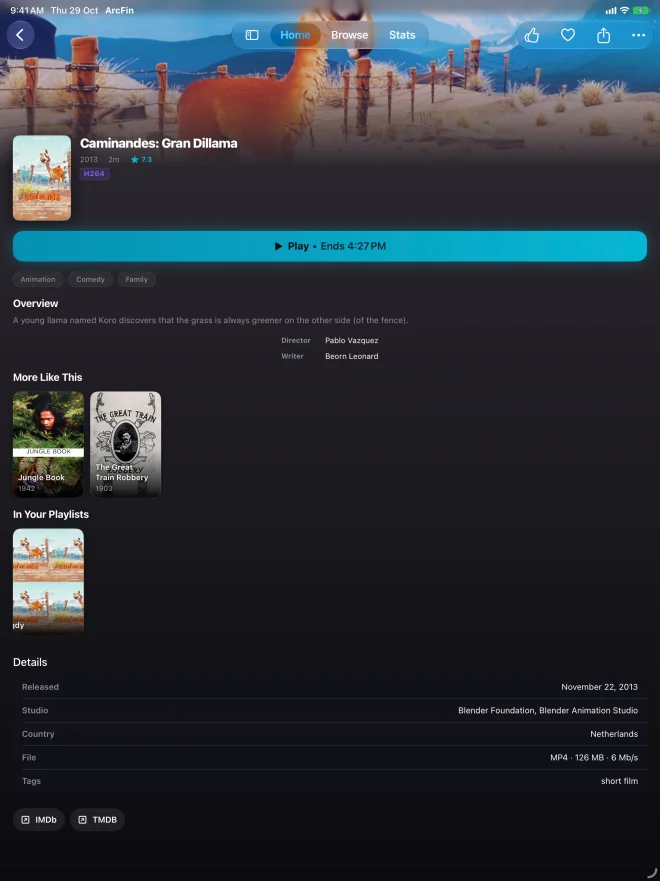 9:41 AM Thu 29 Oct ArcFin
Home Browse Stats
Caminandes: Gran Dillama
2013 2m ★ 7.3
H264
▶ Play • Ends 4:27 PM
Animation Comedy Family
Overview
A young llama named Koro discovers that the grass is always greener on the other side (of the fence).
Director Pablo Vazquez
Writer Beorn Leonard
More Like This
JUNGLE BOOK
Jungle Book
1942
THE GREAT TRAIN
The Great
Train Robbery
1903
In Your Playlists
dy
Details
Released November 22, 2013
Studio Blender Foundation, Blender Animation Studio
Country Netherlands
File MP4 · 126 MB · 6 Mb/s
Tags short film
IMDb TMDB